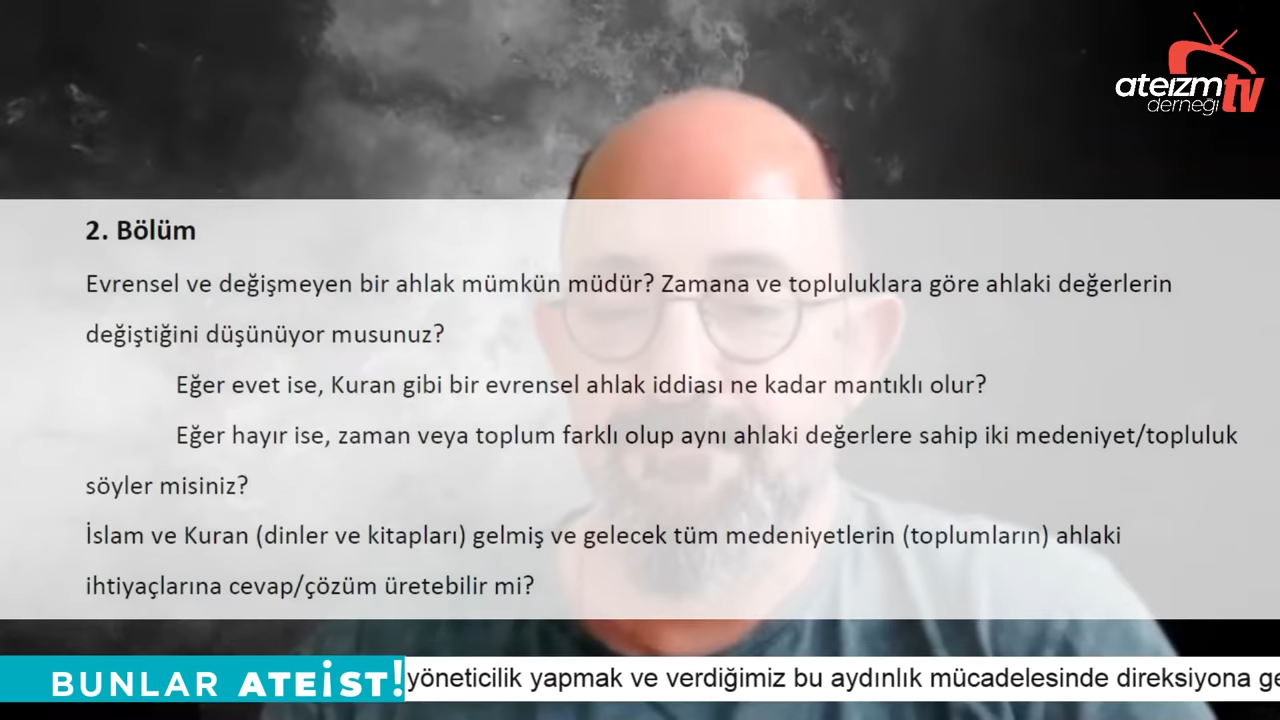 ateizm tv
derneği
2. Bölüm
Evrensel ve değişmeyen bir ahlak mümkün müdür? Zamana ve topluluklara göre ahlaki değerlerin
değiştiğini düşünüyor musunuz?
Eğer evet ise, Kuran gibi bir evrensel ahlak iddiası ne kadar mantıklı olur?
Eğer hayır ise, zaman veya toplum farklı olup aynı ahlaki değerlere sahip iki medeniyet/topluluk
söyler misiniz?
İslam ve Kuran (dinler ve kitapları) gelmiş ve gelecek tüm medeniyetlerin (toplumların) ahlaki
ihtiyaçlarına cevap/çözüm üretebilir mi?
BUNLAR ATEİST! yöneticilik yapmak ve verdiğimiz bu aydınlık mücadelesinde direksiyona ge